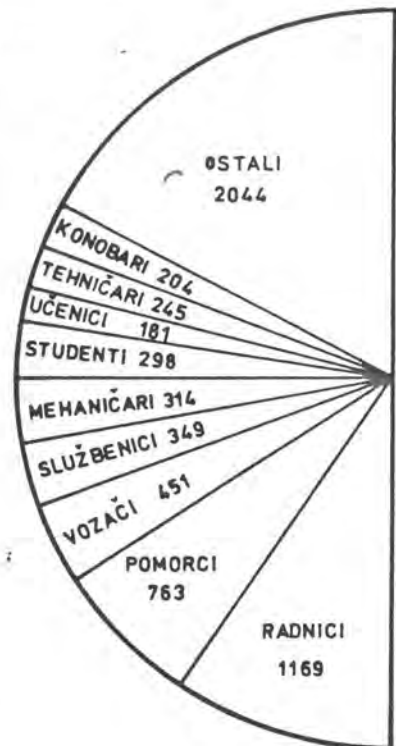 OSTALI
2044
KONOBARI 204
TEHNIČARI 245
UČENICI 181
STUDENTI 298
MEHANIČARI 314
SLUŽBENICI 349
VOZAČI 451
POMORCI
763
RADNICI
1169